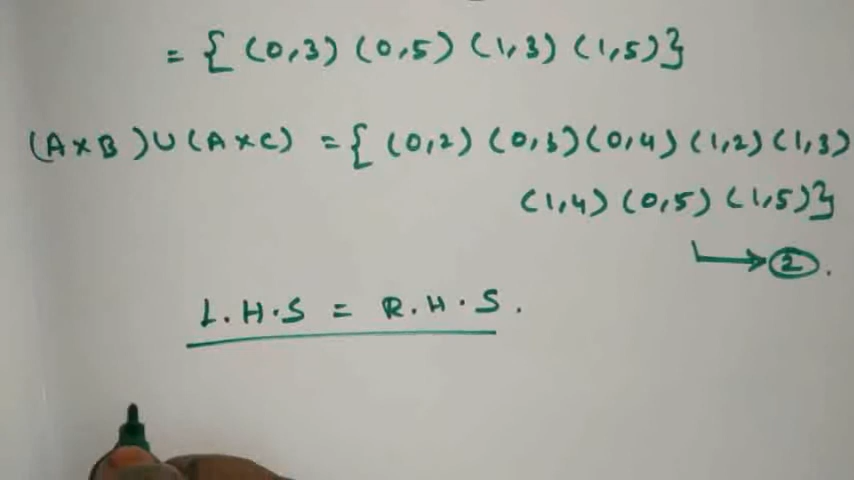 = { (0,3) (0,5) (1,3) (1,5)}
(A×B)∪(A×C) = { (0,2) (0,3)(0,4)(1,2)(1,3)
(1,4) (0,5) (1,5)}
→ 2.
L.H.S = R.H.S.